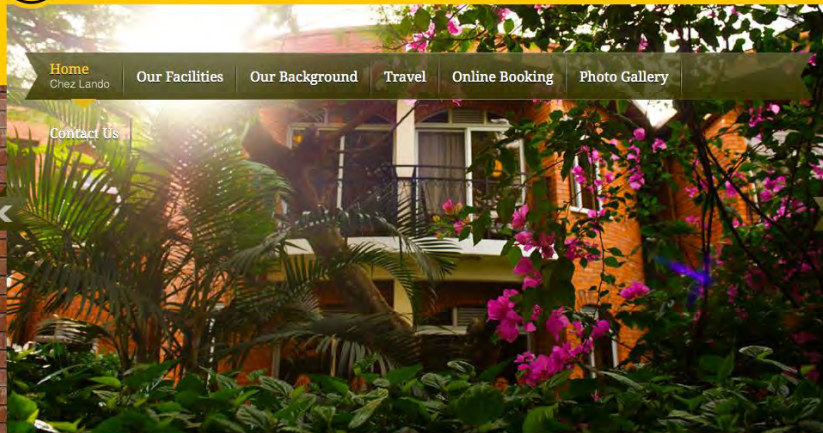 Home
Chez Lando
Our Facilities
Our Background
Travel
Online Booking
Photo Gallery
Contact Us